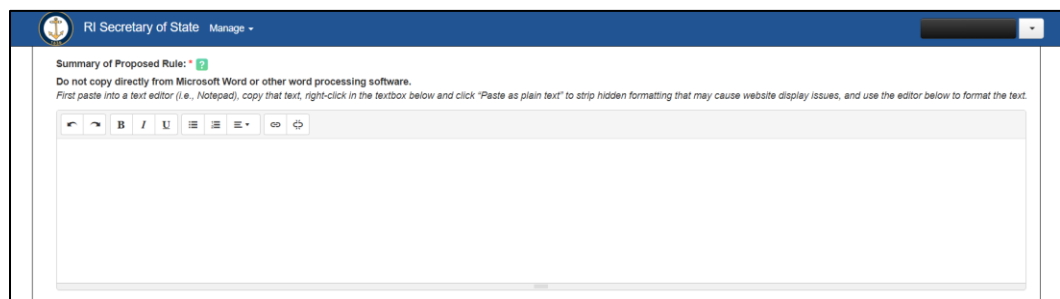 RI Secretary of State Manage
Summary of Proposed Rule: * ?
Do not copy directly from Microsoft Word or other word processing software.
First paste into a text editor (i.e., Notepad), copy that text, right-click in the textbox below and click "Paste as plain text" to strip hidden formatting that may cause website display issues, and use the editor below to format the text.
B I U